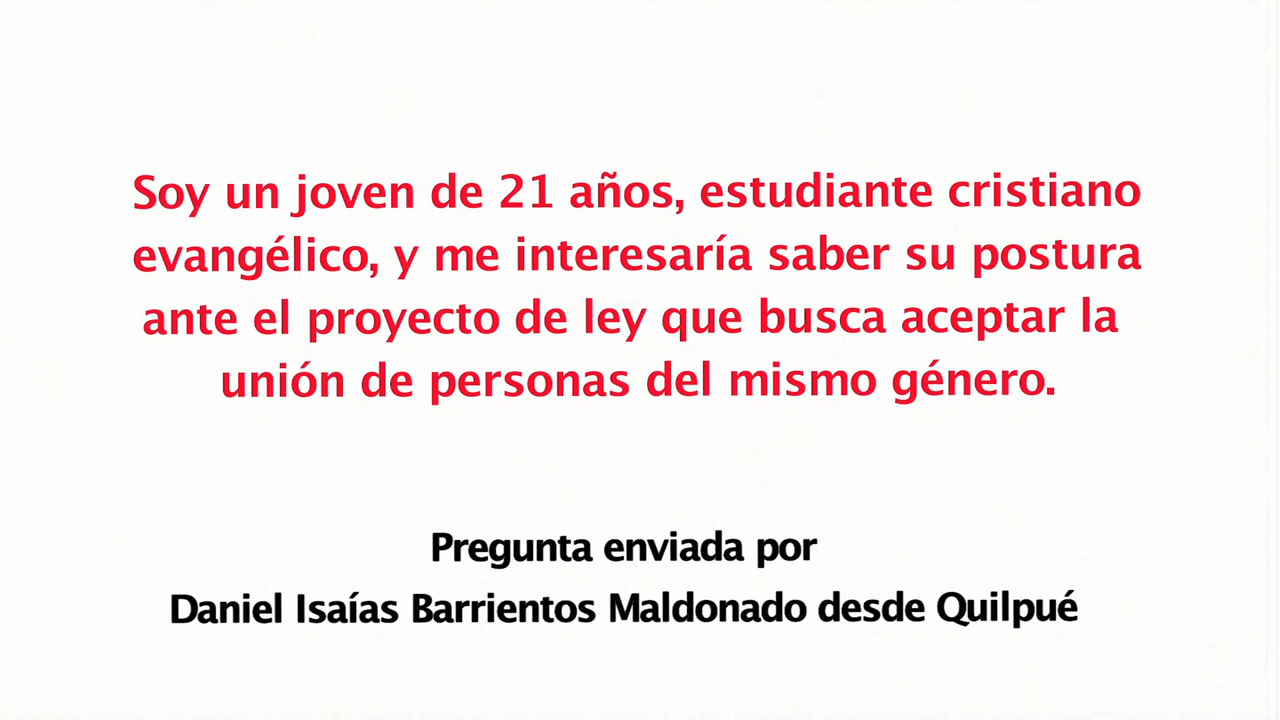 Soy un joven de 21 años, estudiante cristiano
evangélico, y me interesaría saber su postura
ante el proyecto de ley que busca aceptar la
unión de personas del mismo género.
Pregunta enviada por
Daniel Isaías Barrientos Maldonado desde Quilpué